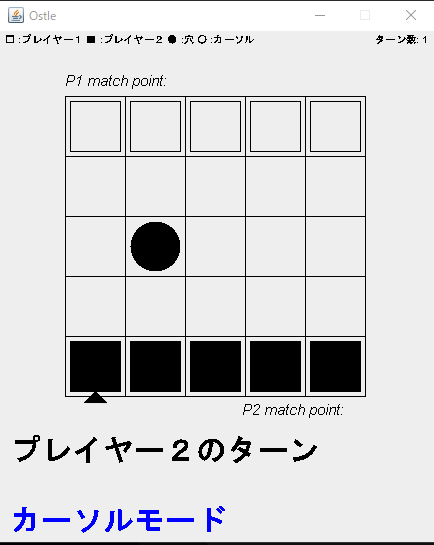 Ostle
□ :プレイヤー１ ■ :プレイヤー２ ● :穴 〇 :カーソル ターン数: 1
P1 match point:
P2 match point:
プレイヤー２のターン
カーソルモード